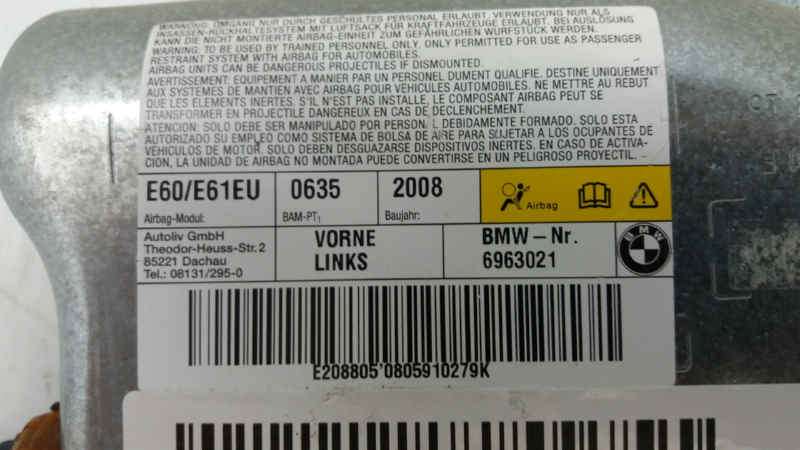 WARNUNG: UMGANG NUR DURCH GESCHULTES PERSONAL ERLAUBT. VERWENDUNG NUR ALS
INSASSEN-RÜCKHALTESYSTEM MIT LUFTSACK FÜR KRAFTFAHRZEUGE ERLAUBT. BEI AUSLÖSUNG
KANN DIE NICHT MONTIERTE AIRBAG-EINHEIT ZUM GEFÄHRLICHEN WURFSTÜCK WERDEN.
WARNING: TO BE USED BY TRAINED PERSONNEL ONLY. ONLY PERMITTED FOR USE AS PASSENGER
RESTRAINT SYSTEM WITH AIRBAG FOR AUTOMOBILES.
AIRBAG UNITS CAN BE DANGEROUS PROJECTILES IF DISMOUNTED.
AVERTISSEMENT: EQUIPEMENT A MANIER PAR UN PERSONNEL DUMENT QUALIFIE. DESTINE UNIQUEMENT
AUX SYSTEMES DE MANTIEN AVEC AIRBAG POUR VEHICULES AUTOMOBILES. NE METTRE AU REBUT
QUE LES ELEMENTS INERTES. S'IL N'EST PAS INSTALLE, LE COMPOSANT AIRBAG PEUT SE
TRANSFORMER EN PROJECTILE DANGEREUX EN CAS DE DECLENCHEMENT.
ATENCION: SOLO DEBE SER MANIPULADO POR PERSONAL DEBIDAMENTE FORMADO. SOLO ESTA
AUTORIZADO SU EMPLEO COMO SISTEMA DE BOLSA DE AIRE PARA SUJETAR A LOS OCUPANTES DE
VEHICULOS DE MOTOR. SOLO DEBEN DESGUAZARSE DISPOSITIVOS INERTES. EN CASO DE ACTIVA-
CION, LA UNIDAD DE AIRBAG NO MONTADA PUEDE CONVERTIRSE EN UN PELIGROSO PROYECTIL.
E60/E61EU 0635 2008 Airbag
Airbag-Modul: BAM-PT1 Baujahr:
Autoliv GmbH
Theodor-Heuss-Str.2
85221 Dachau
Tel.: 08131/295-0
VORNE
LINKS
BMW-Nr.
6963021
BMW
E208805'0805910279K